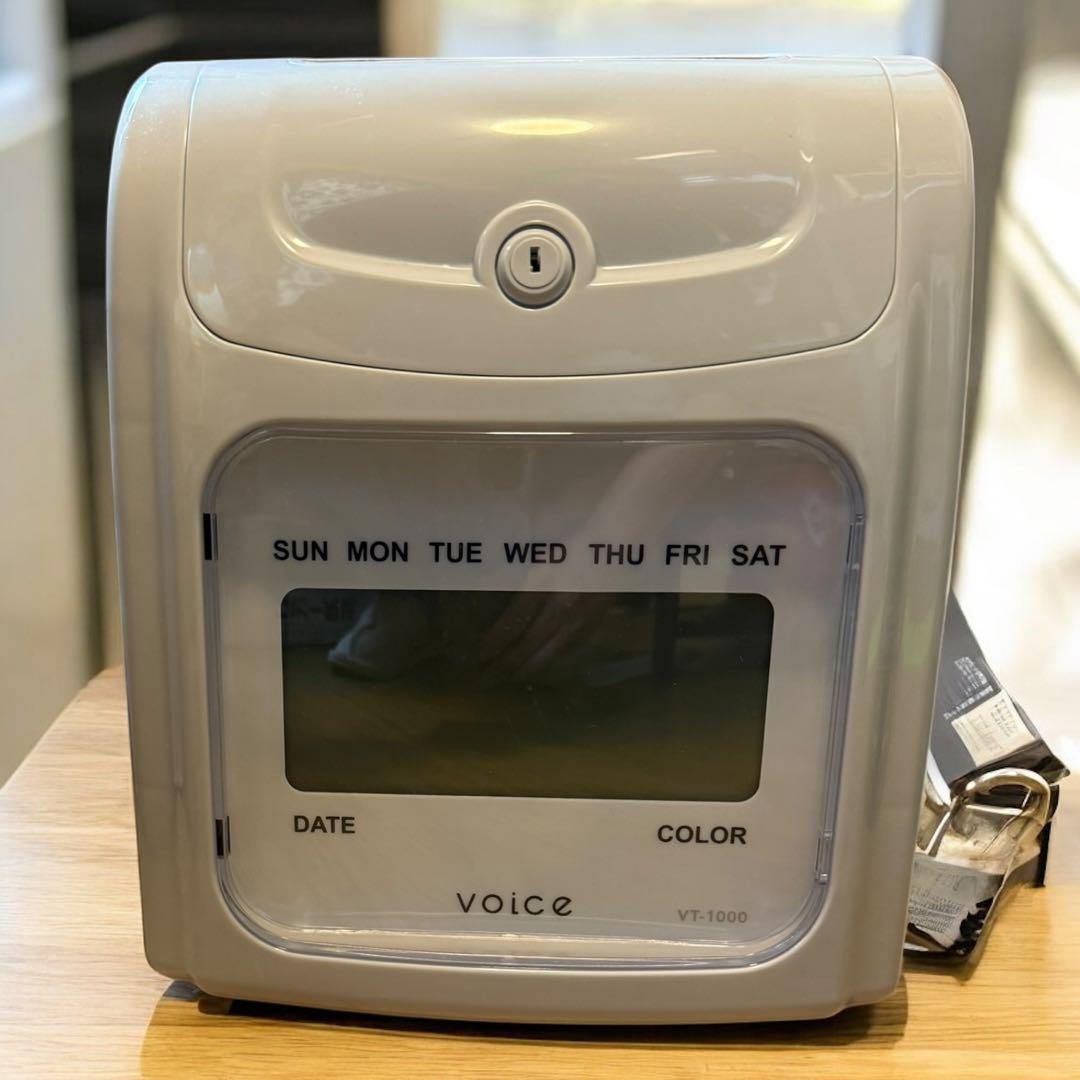 SUN MON TUE WED THU FRI SAT
DATE
COLOR
voice
VT-1000